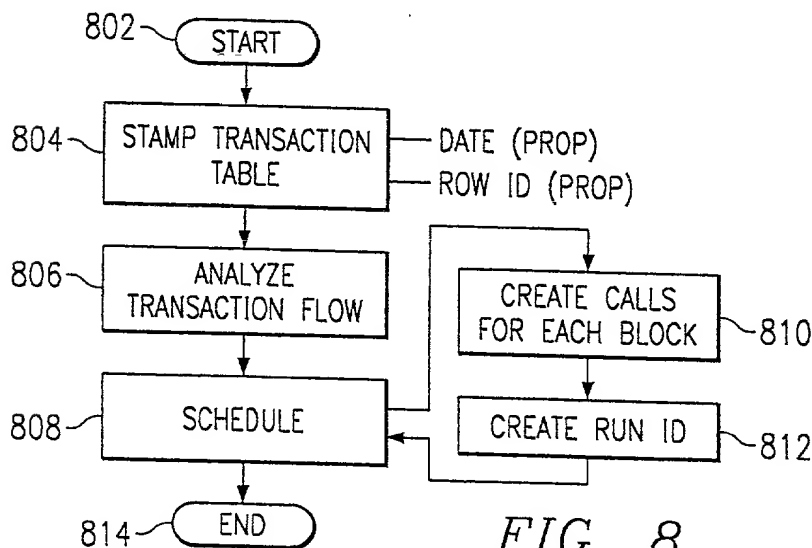 802
START
804
STAMP TRANSACTION
TABLE
DATE (PROP)
ROW ID (PROP)
806
ANALYZE
TRANSACTION FLOW
CREATE CALLS
FOR EACH BLOCK
810
808
SCHEDULE
CREATE RUN ID
812
814
END
FIG. 8